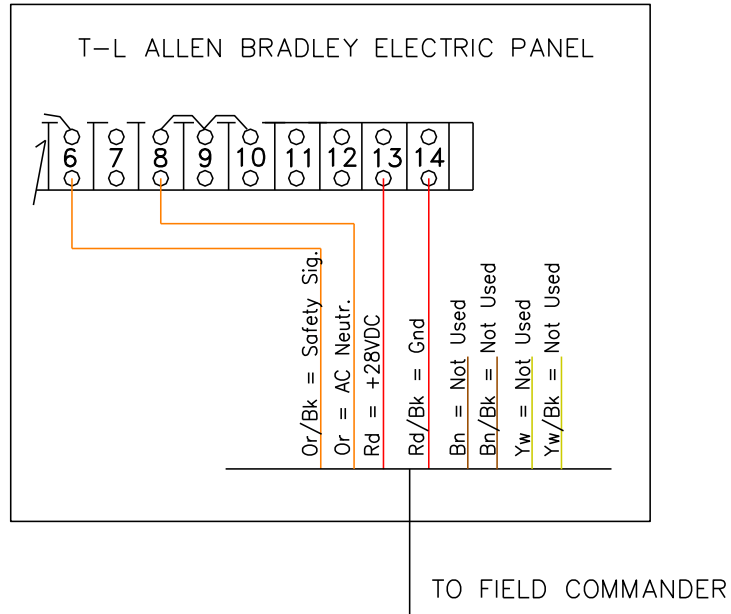 T-L ALLEN BRADLEY ELECTRIC PANEL
6 7 8 9 10 11 12 13 14
Or/Bk = Safety Sig.
Or = AC Neutr.
Rd = +28VDC
Rd/Bk = Gnd
Bn = Not Used
Bn/Bk = Not Used
Yw = Not Used
Yw/Bk = Not Used
TO FIELD COMMANDER